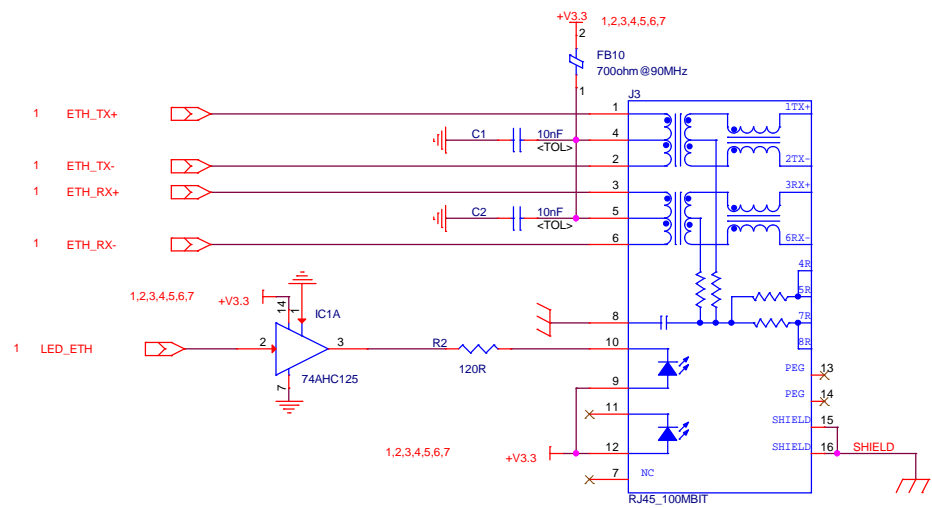 +V3.3 1,2,3,4,5,6,7
2
FB10
700ohm@90MHz
1
J3
1 ETH_TX+ 1 1TX+
C1 10nF 4
<TOL>
1 ETH_TX- 2 2TX-
1 ETH_RX+ 3 3RX+
C2 10nF 5
<TOL>
1 ETH_RX- 6 6RX-
4R
1,2,3,4,5,6,7 +V3.3 14 1 IC1A 5R
8 7R
1 LED_ETH 2 3 R2 10 8R
120R
74AHC125
7
PEG 13
9
PEG 14
11
SHIELD 15
1,2,3,4,5,6,7 +V3.3 12 SHIELD 16 SHIELD
7 NC
RJ45_100MBIT